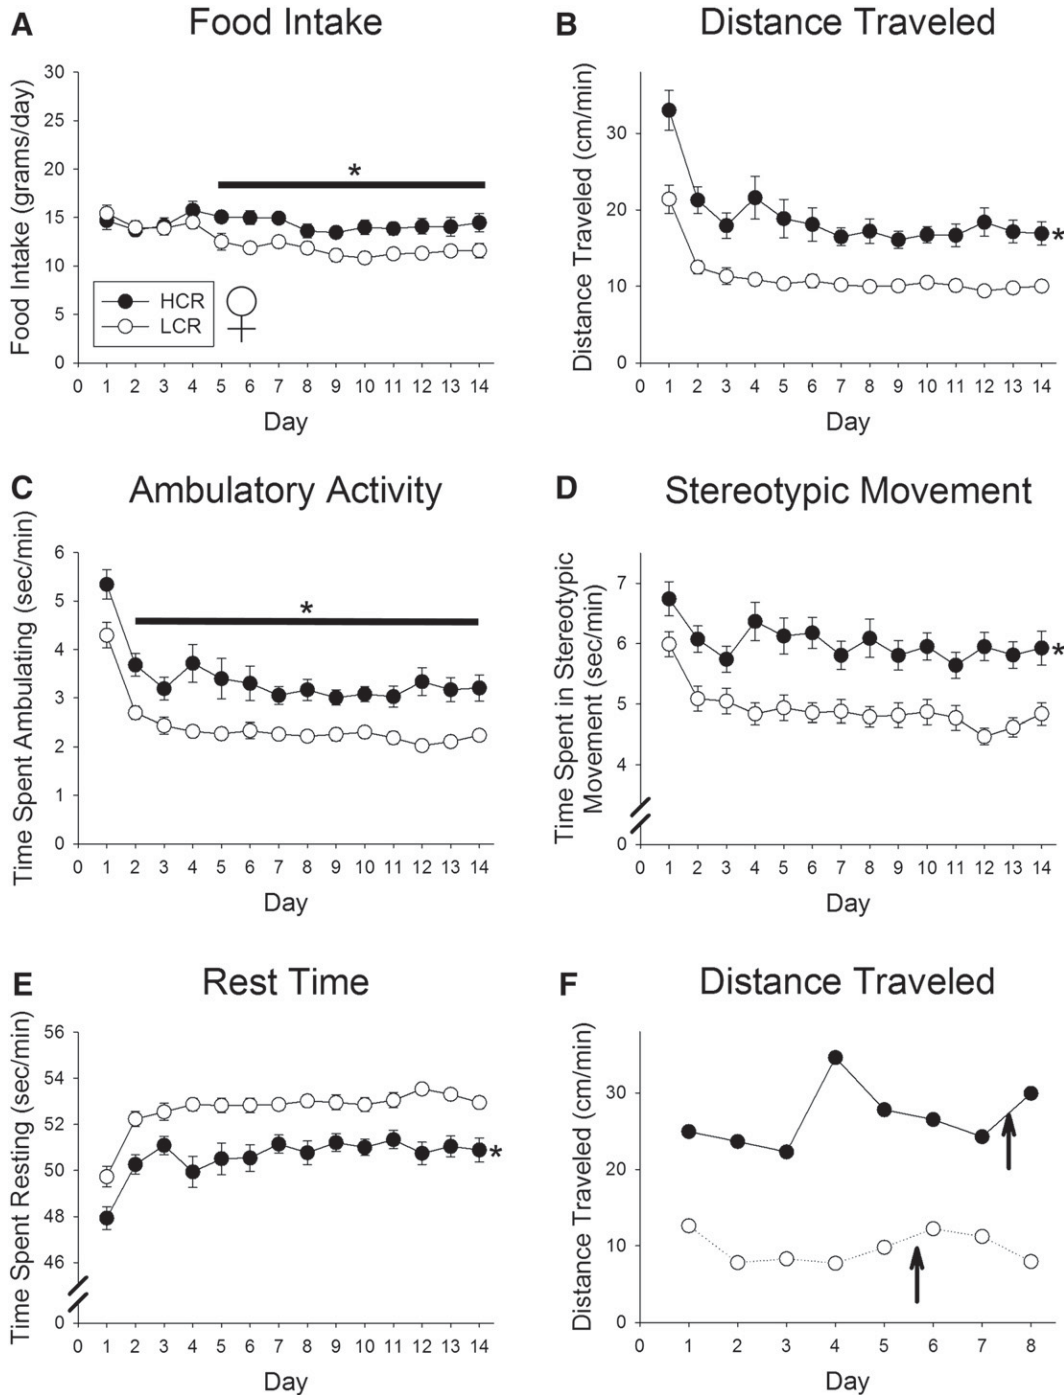 A Food Intake
Food Intake (grams/day)
30
25
20
15
10
5
0
*
HCR
LCR
0 1 2 3 4 5 6 7 8 9 10 11 12 13 14
Day
B Distance Traveled
Distance Traveled (cm/min)
30
20
10
0
*
0 1 2 3 4 5 6 7 8 9 10 11 12 13 14
Day
C Ambulatory Activity
Time Spent Ambulating (sec/min)
6
5
4
3
2
1
0
*
0 1 2 3 4 5 6 7 8 9 10 11 12 13 14
Day
D Stereotypic Movement
Time Spent in Stereotypic
Movement (sec/min)
7
6
5
4
0
*
0 1 2 3 4 5 6 7 8 9 10 11 12 13 14
Day
E Rest Time
Time Spent Resting (sec/min)
56
54
52
50
48
46
0
*
0 1 2 3 4 5 6 7 8 9 10 11 12 13 14
Day
F Distance Traveled
Distance Traveled (cm/min)
30
20
10
0
0 1 2 3 4 5 6 7 8
Day